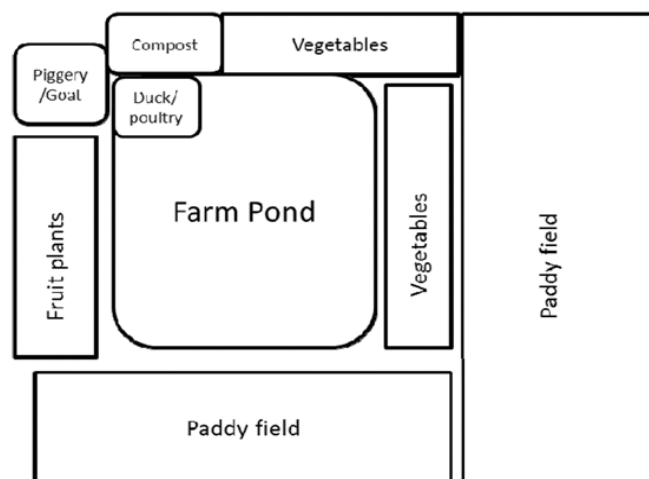 Compost
Vegetables
Piggery
/Goat
Duck/
poultry
Farm Pond
Fruit plants
Vegetables
Paddy field
Paddy field